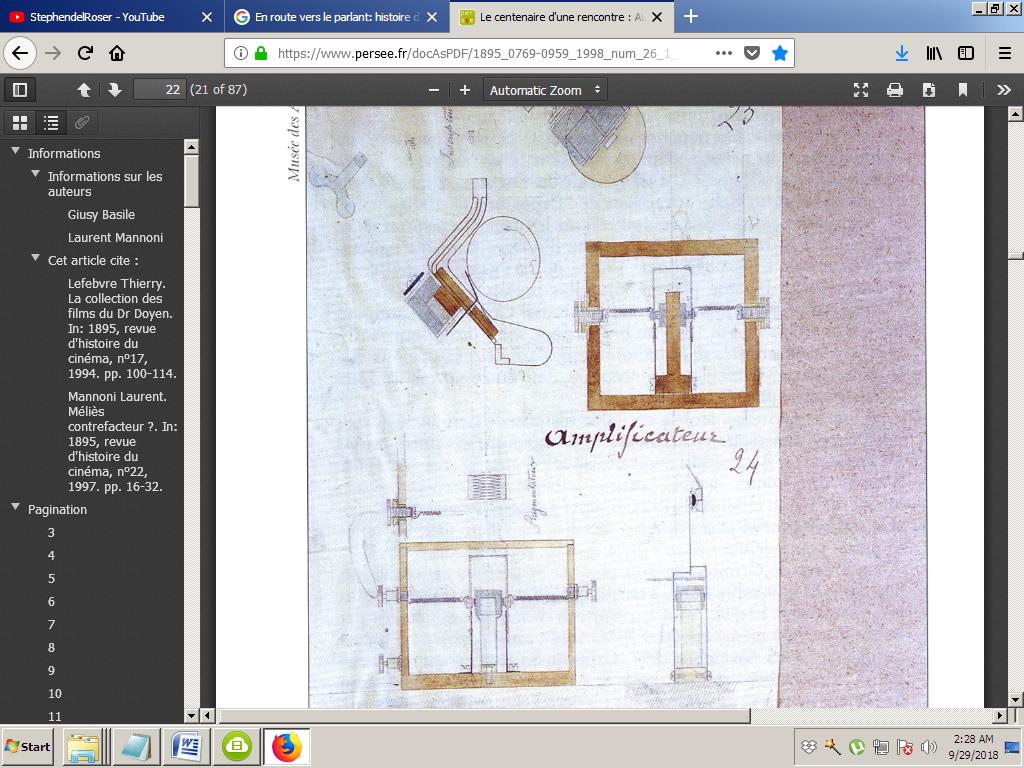 StephendelRoser - YouTube
En route vers le parlant: histoire d
Le centenaire d'une rencontre : Au
https://www.persee.fr/docAsPDF/1895_0769-0959_1998_num_26_1_
22 (21 of 87)
Automatic Zoom
Informations
Informations sur les
auteurs
Giusy Basile
Laurent Mannoni
Cet article cite :
Lefebvre Thierry.
La collection des
films du Dr Doyen.
In: 1895, revue
d'histoire du
cinéma, nº17,
1994. pp. 100-114.
Mannoni Laurent.
Méliès
contrefacteur ?. In:
1895, revue
d'histoire du
cinéma, nº22,
1997. pp. 16-32.
Pagination
3
4
5
6
7
8
9
10
11
Musée des A
23
Amplificateur
24
Augmentateur
Start
2:28 AM
9/29/2018